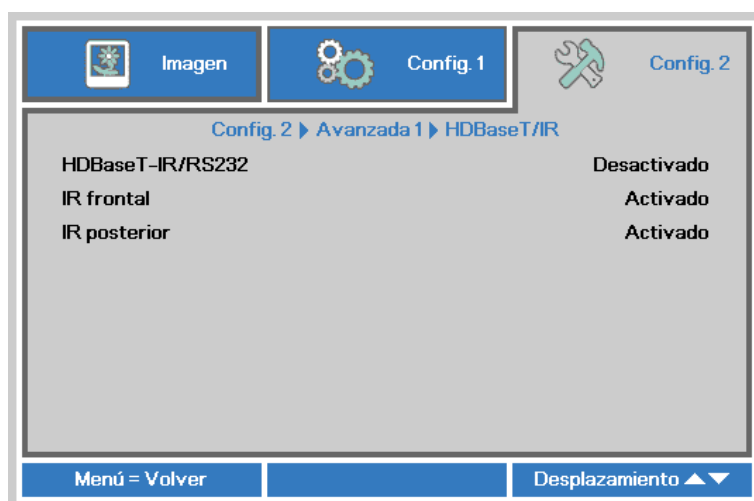 Imagen
Config. 1
Config. 2
Config. 2 ▶ Avanzada 1 ▶ HDBaseT/IR
HDBaseT-IR/RS232 Desactivado
IR frontal Activado
IR posterior Activado
Menú = Volver
Desplazamiento ▲▼